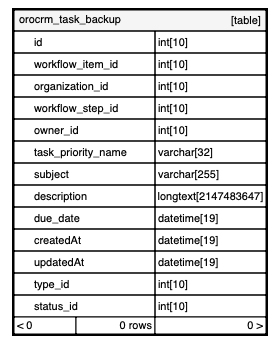 orocrm_task_backup [table]
id int[10]
workflow_item_id int[10]
organization_id int[10]
workflow_step_id int[10]
owner_id int[10]
task_priority_name varchar[32]
subject varchar[255]
description longtext[2147483647]
due_date datetime[19]
createdAt datetime[19]
updatedAt datetime[19]
type_id int[10]
status_id int[10]
< 0 0 rows 0 >